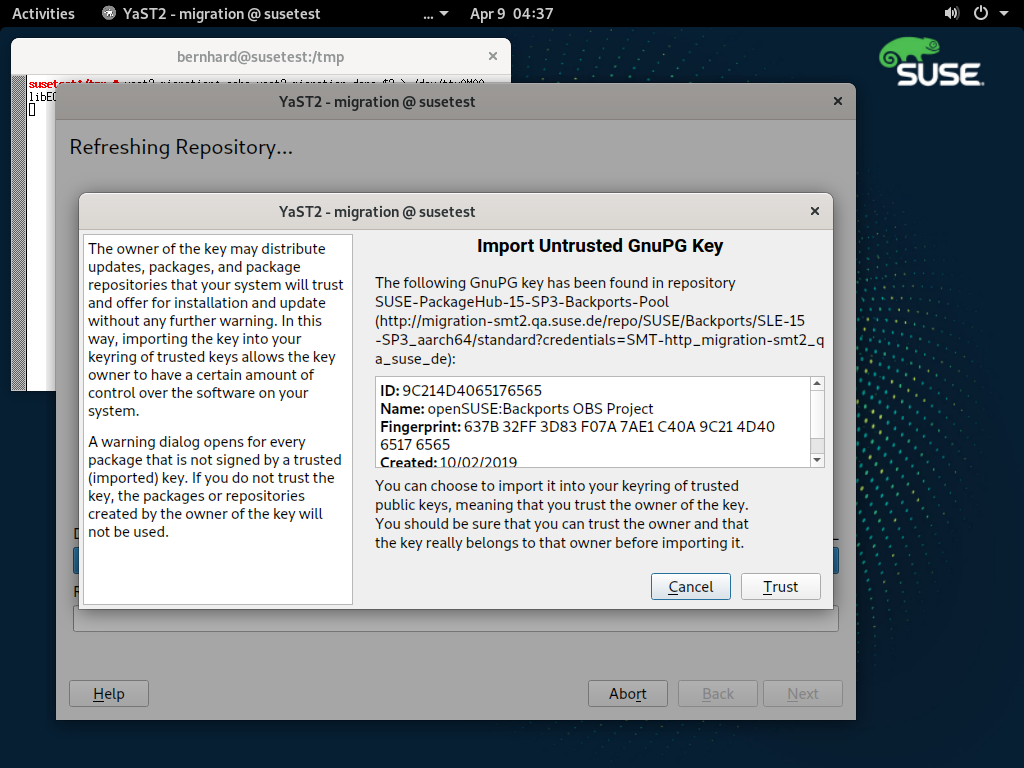 Activities YaST2 - migration @ susetest ... Apr 9 04:37
bernhard@susetest:/tmp
SUSE
libEG
YaST2 - migration @ susetest
Refreshing Repository...
YaST2 - migration @ susetest
The owner of the key may distribute
updates, packages, and package
repositories that your system will trust
and offer for installation and update
without any further warning. In this
way, importing the key into your
keyring of trusted keys allows the key
owner to have a certain amount of
control over the software on your
system.
A warning dialog opens for every
package that is not signed by a trusted
(imported) key. If you do not trust the
key, the packages or repositories
created by the owner of the key will
not be used.
Import Untrusted GnuPG Key
The following GnuPG key has been found in repository
SUSE-PackageHub-15-SP3-Backports-Pool
(http://migration-smt2.qa.suse.de/repo/SUSE/Backports/SLE-15
-SP3_aarch64/standard?credentials=SMT-http_migration-smt2_q
a_suse_de):
ID: 9C214D4065176565
Name: openSUSE:Backports OBS Project
Fingerprint: 637B 32FF 3D83 F07A 7AE1 C40A 9C21 4D40
6517 6565
Created: 10/02/2019
You can choose to import it into your keyring of trusted
public keys, meaning that you trust the owner of the key.
You should be sure that you can trust the owner and that
the key really belongs to that owner before importing it.
Cancel Trust
Help Abort Back Next